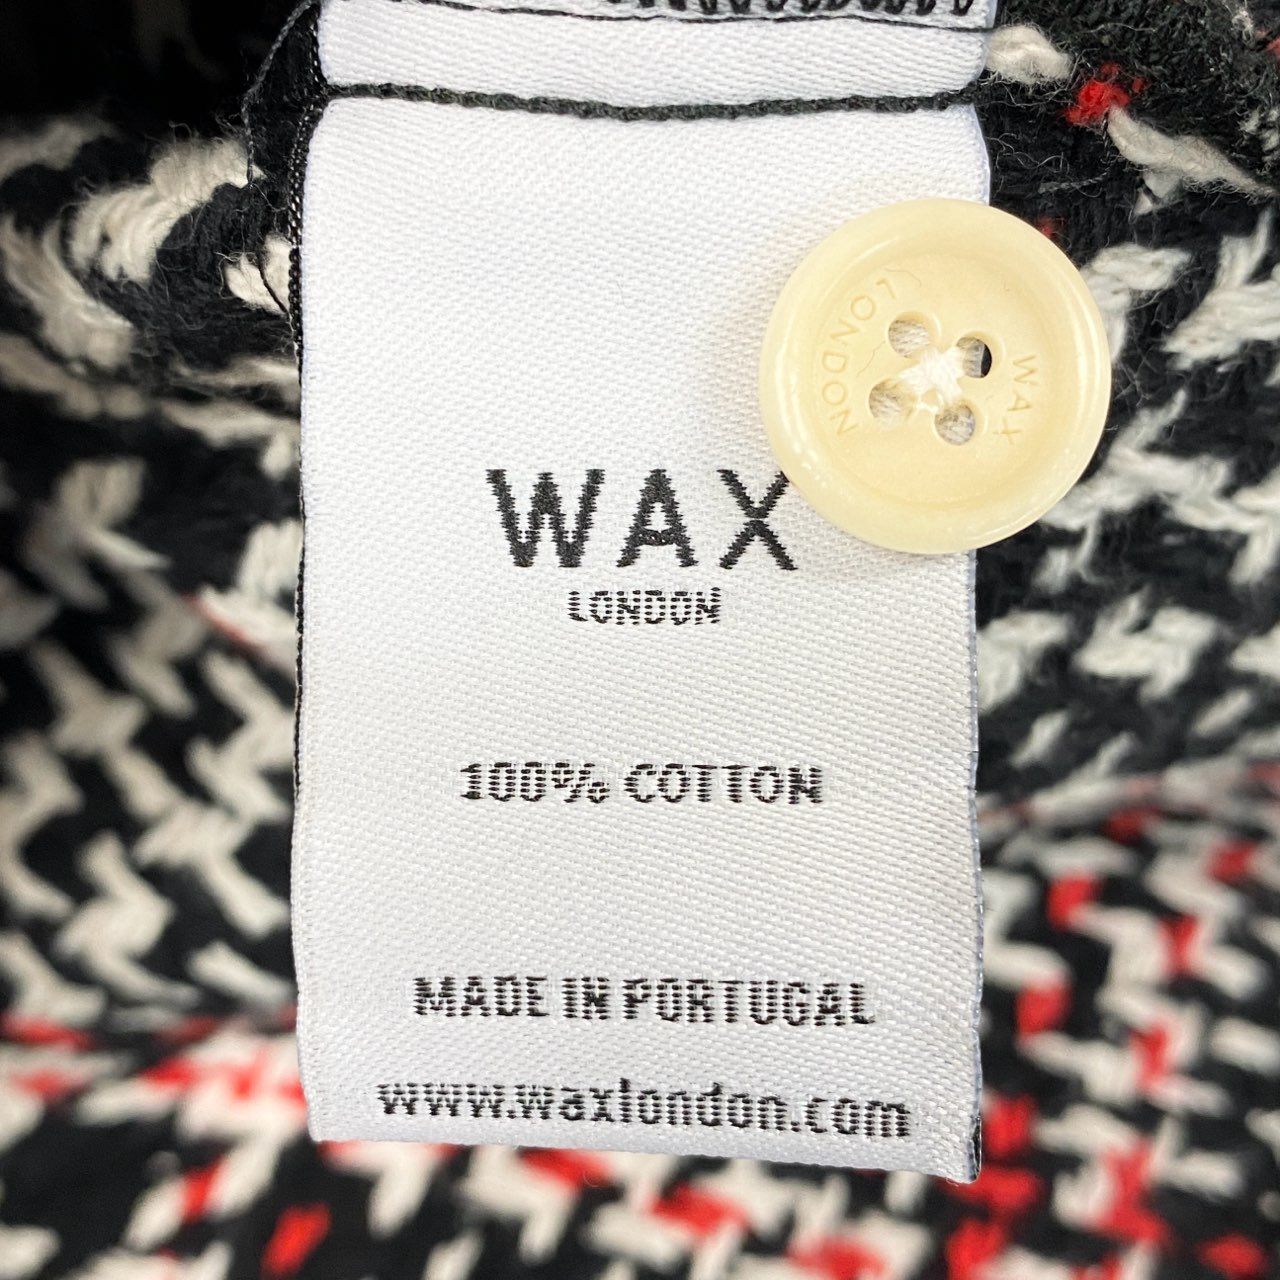 WAX
LONDON
WAX
LONDON
100% COTTON
MADE IN PORTUGAL
www.waxlondon.com